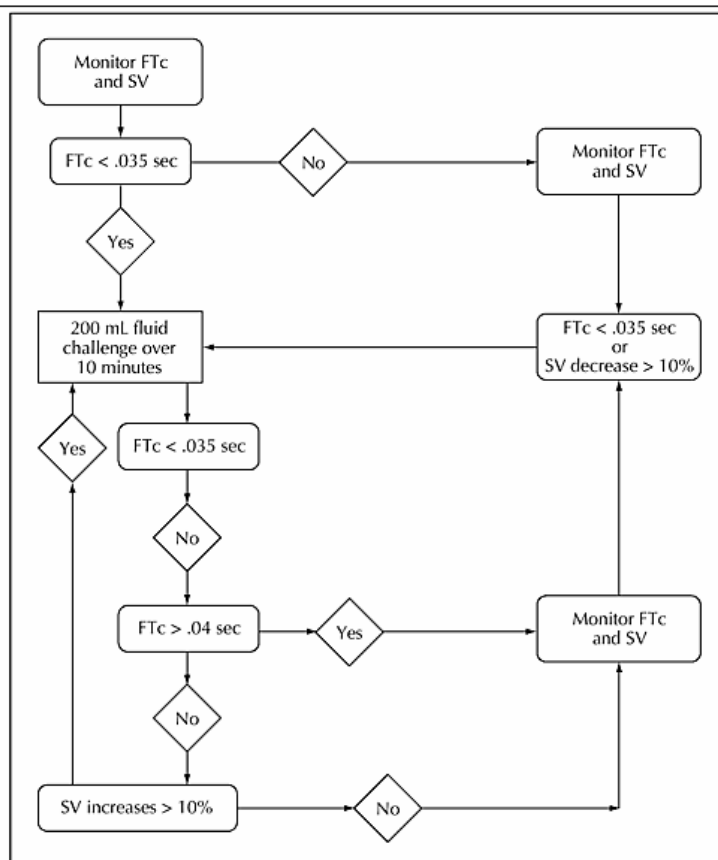 Monitor FTc
and SV
FTc < .035 sec
No
Monitor FTc
and SV
Yes
200 mL fluid
challenge over
10 minutes
FTc < .035 sec
or
SV decrease > 10%
Yes
FTc < .035 sec
No
FTc > .04 sec
Yes
Monitor FTc
and SV
No
SV increases > 10%
No